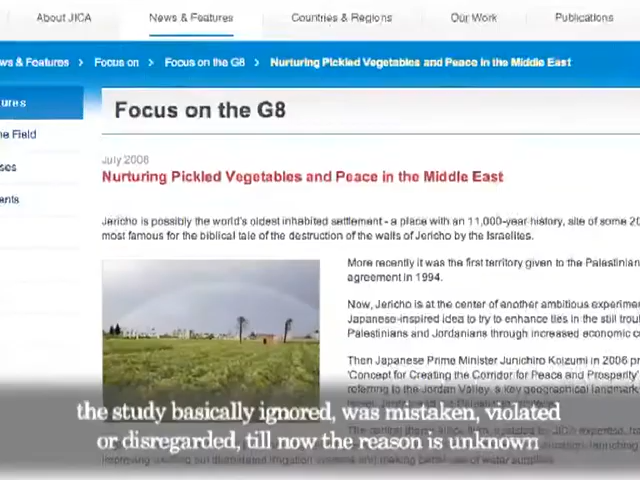 About JICA News & Features Countries & Regions Our Work Publications
ws & Features > Focus on > Focus on the G8 > Nurturing Pickled Vegetables and Peace in the Middle East
ures
Focus on the G8
ne Field
July 2008
Nurturing Pickled Vegetables and Peace in the Middle East
ses
ants
Jericho is possibly the world's oldest inhabited settlement - a place with an 11,000-year history, site of some 20
most famous for the biblical tale of the destruction of the walls of Jericho by the Israelites.
More recently it was the first territory given to the Palestinian
agreement in 1994.
Now, Jericho is at the center of another ambitious experime
Japanese-inspired idea to try to enhance ties in the still trou
Palestinians and Jordanians through increased economic c
Then Japanese Prime Minister Junichiro Koizumi in 2006 pr
'Concept for Creating the Corridor for Peace and Prosperity'
referring to the Jordan Valley, a key geographical landmark
the study basically ignored, was mistaken, violated
or disregarded, till now the reason is unknown